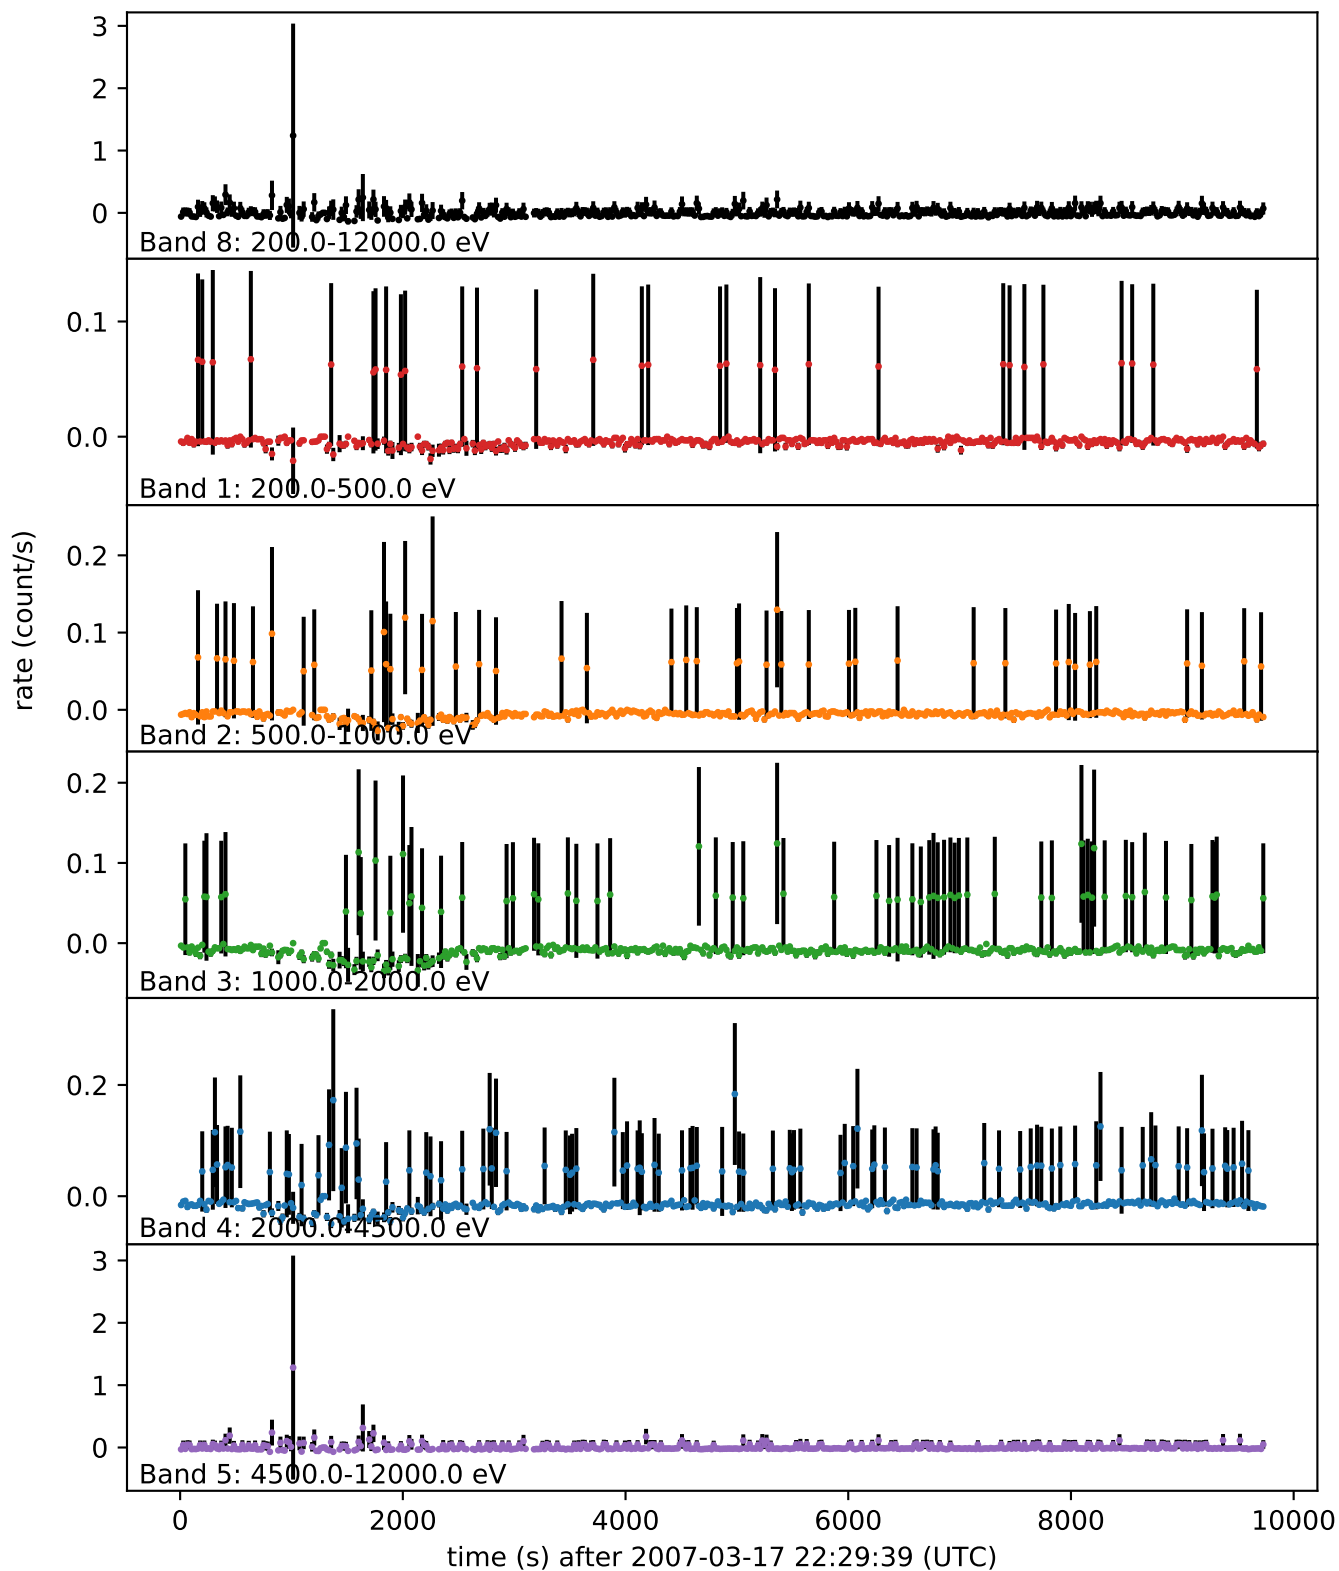 3
2
1
0
Band 8: 200.0-12000.0 eV
0.1
0.0
Band 1: 200.0-500.0 eV
rate (count/s)
0.2
0.1
0.0
Band 2: 500.0-1000.0 eV
0.2
0.1
0.0
Band 3: 1000.0-2000.0 eV
0.2
0.0
Band 4: 2000.0-4500.0 eV
3
2
1
0
Band 5: 4500.0-12000.0 eV
0 2000 4000 6000 8000 10000
time (s) after 2007-03-17 22:29:39 (UTC)